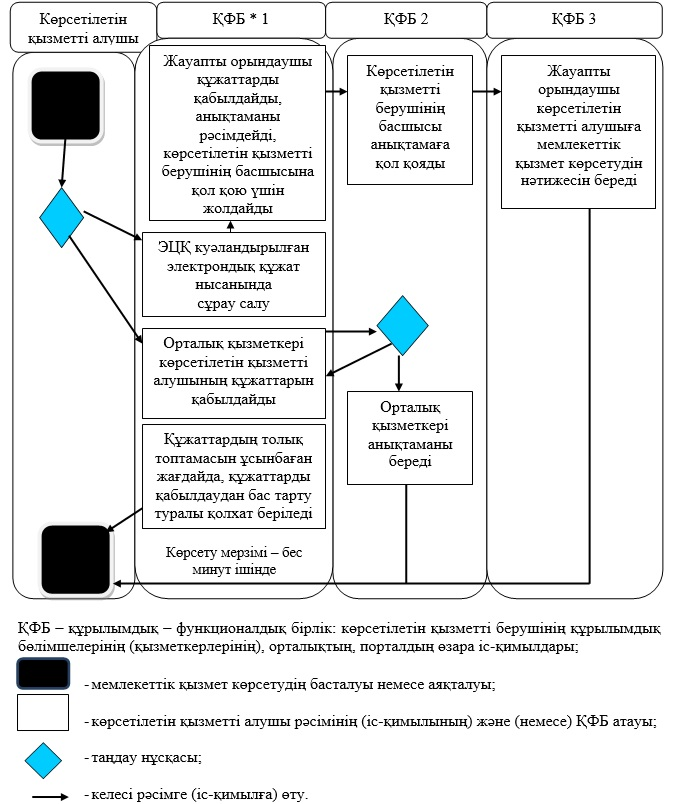 Көрсетілетін
қызметті алушы
ҚФБ * 1
ҚФБ 2
ҚФБ 3
Жауапты орындаушы
құжаттарды
қабылдайды,
анықтаманы
рәсімдейді,
көрсетілетін қызметті
берушінің басшысына
қол қою үшін
жолдайды
Көрсетілетін
қызметті
берушінің
басшысы
анықтамаға
қол қояды
Жауапты
орындаушы
көрсетілетін
қызметті алушыға
мемлекеттік
қызмет көрсетудің
нәтижесін береді
ЭЦҚ куәландырылған
электрондық құжат
нысанында
сұрау салу
Орталық қызметкері
көрсетілетін қызметті
алушының құжаттарын
қабылдайды
Орталық
қызметкері
анықтаманы
береді
Құжаттардың толық
топтамасын ұсынбаған
жағдайда, құжаттарды
қабылдаудан бас тарту
туралы қолхат беріледі
Көрсету мерзімі – бес
минут ішінде
ҚФБ – құрылымдық – функционалдық бірлік: көрсетілетін қызметті берушінің құрылымдық
бөлімшелерінің (қызметкерлерінің), орталықтың, порталдың өзара іс-қимылдары;
- мемлекеттік қызмет көрсетудің басталуы немесе аяқталуы;
- көрсетілетін қызметті алушы рәсімінің (іс-қимылының) және (немесе) ҚФБ атауы;
- таңдау нұсқасы;
- келесі рәсімге (іс-қимылға) өту.